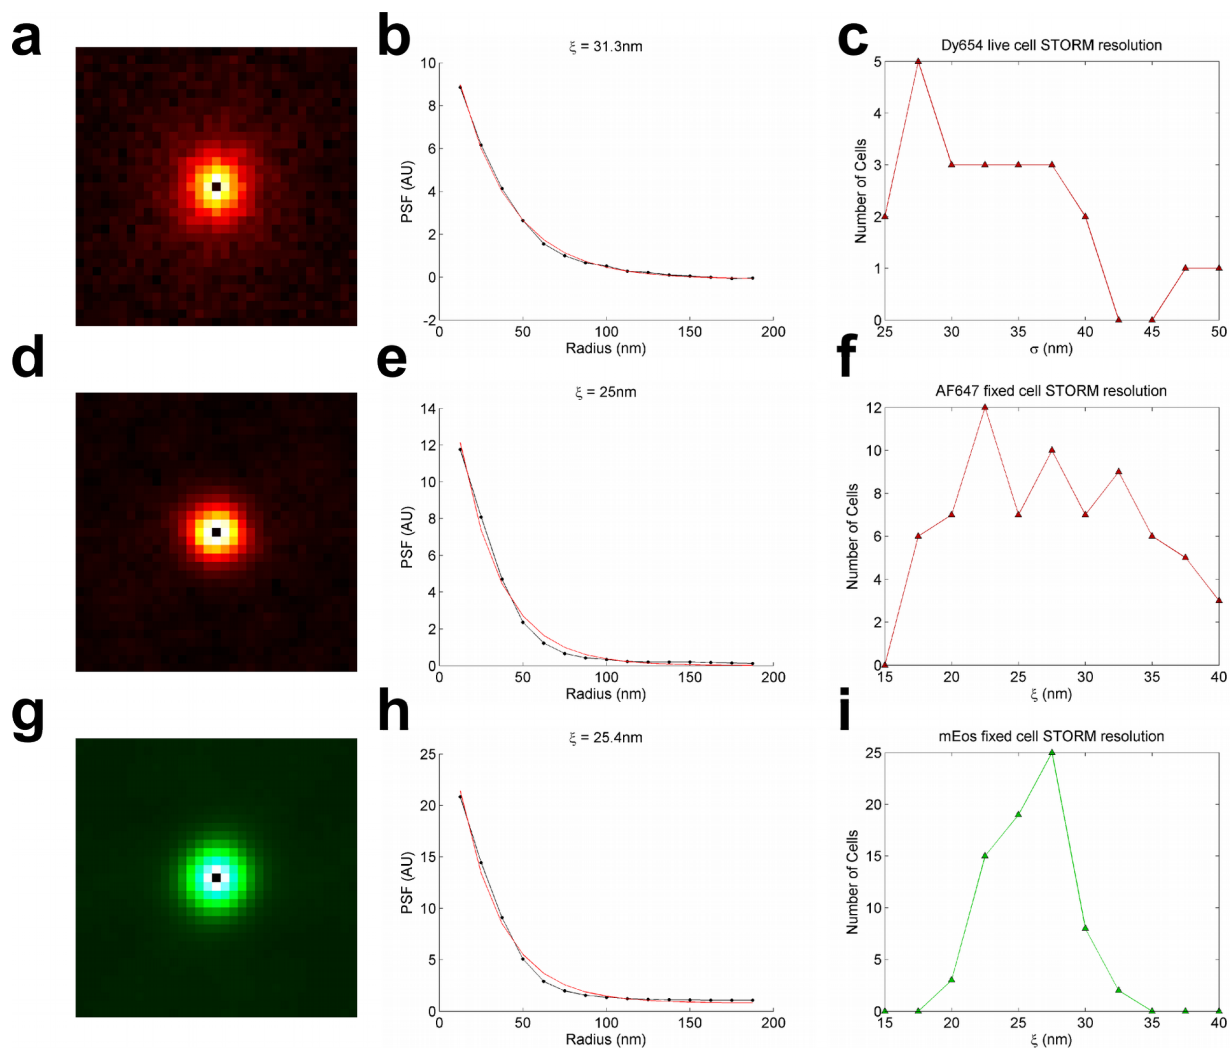 a
b
ξ = 31.3nm
10
8
6
4
2
0
-2
PSF (AU)
0 50 100 150 200
Radius (nm)
c
Dy654 live cell STORM resolution
5
4
3
2
1
0
Number of Cells
25 30 35 40 45 50
σ (nm)
d
e
ξ = 25nm
14
12
10
8
6
4
2
0
PSF (AU)
0 50 100 150 200
Radius (nm)
f
AF647 fixed cell STORM resolution
12
10
8
6
4
2
0
Number of Cells
15 20 25 30 35 40
ξ (nm)
g
h
ξ = 25.4nm
25
20
15
10
5
0
PSF (AU)
0 50 100 150 200
Radius (nm)
i
mEos fixed cell STORM resolution
25
20
15
10
5
0
Number of Cells
15 20 25 30 35 40
ξ (nm)